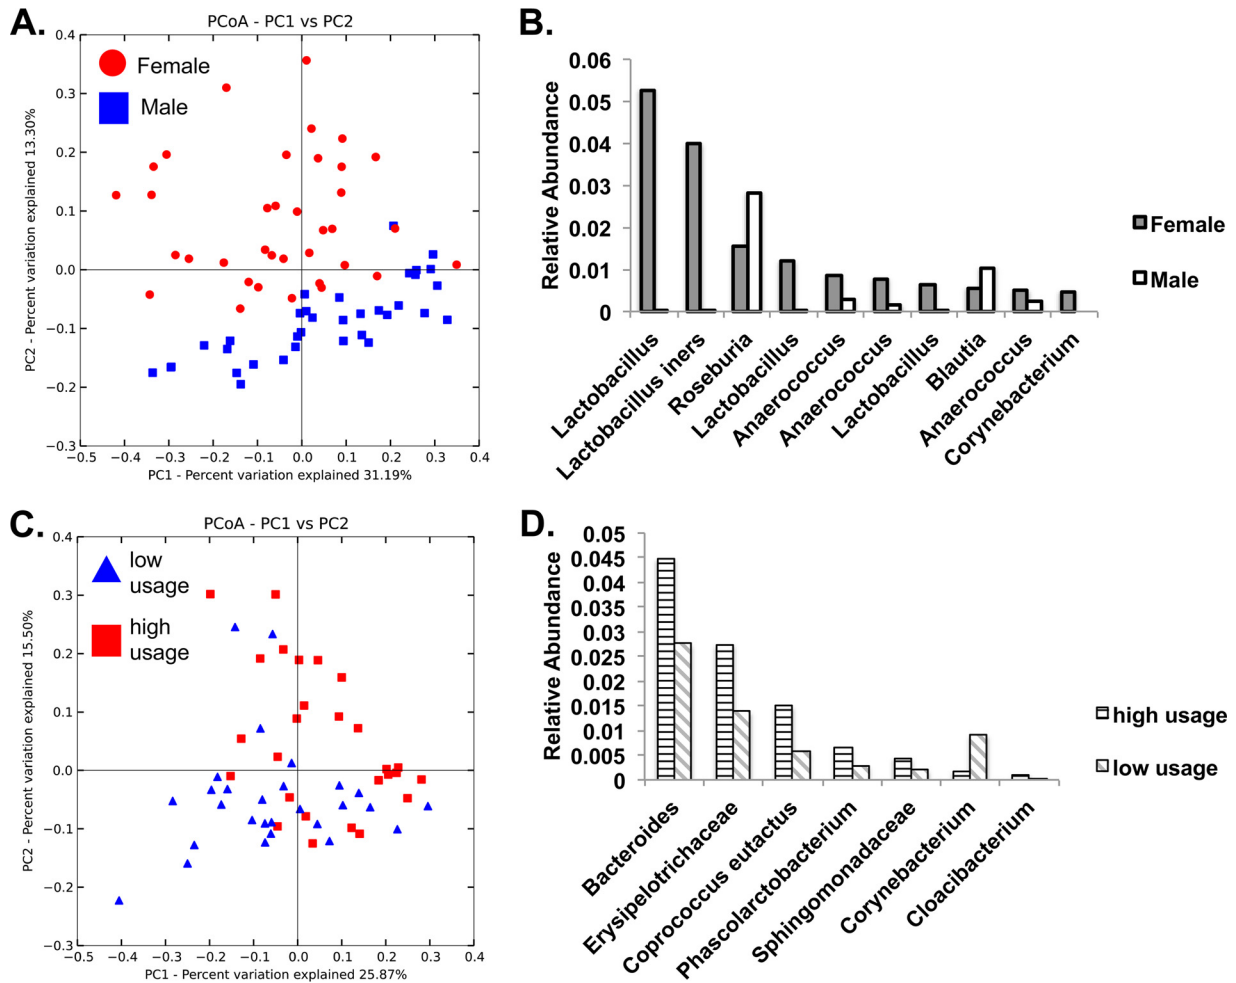 A.
PCoA - PC1 vs PC2
Female
Male
0.4
0.3
0.2
0.1
0.0
−0.1
−0.2
−0.3
PC2 - Percent variation explained 13.30%
−0.5 −0.4 −0.3 −0.2 −0.1 0.0 0.1 0.2 0.3 0.4
PC1 - Percent variation explained 31.19%
B.
0.06
0.05
0.04
0.03
0.02
0.01
0
Relative Abundance
Lactobacillus
Lactobacillus iners
Roseburia
Lactobacillus
Anaerococcus
Anaerococcus
Lactobacillus
Blautia
Anaerococcus
Corynebacterium
Female
Male
C.
PCoA - PC1 vs PC2
low
usage
high
usage
0.4
0.3
0.2
0.1
0.0
−0.1
−0.2
−0.3
PC2 - Percent variation explained 15.50%
−0.5 −0.4 −0.3 −0.2 −0.1 0.0 0.1 0.2 0.3 0.4
PC1 - Percent variation explained 25.87%
D.
0.05
0.045
0.04
0.035
0.03
0.025
0.02
0.015
0.01
0.005
0
Relative Abundance
Bacteroides
Erysipelotrichaceae
Coprococcus eutactus
Phascolarctobacterium
Sphingomonadaceae
Corynebacterium
Cloacibacterium
high usage
low usage